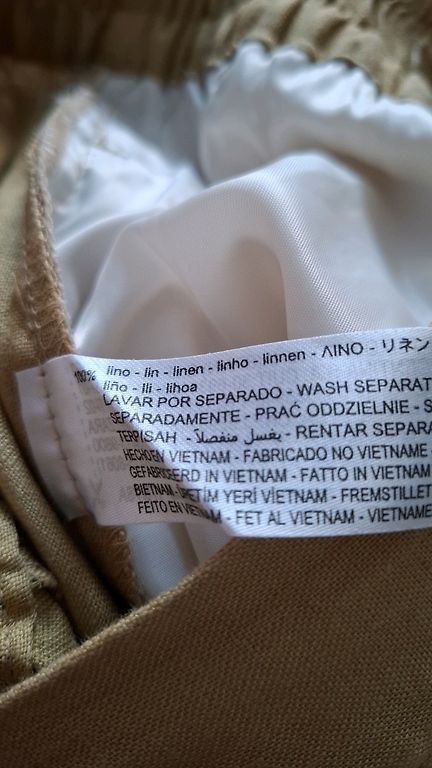 100% lino - lin - linen - linho - linnen - ΛΙΝΟ - リネン
liño - lli - lihoa
LAVAR POR SEPARADO - WASH SEPARAT
SEPARADAMENTE - PRAĆ ODDZIELNIE - S
TERPISAH - يغسل منفصلاً - RENTAR SEPARA
HECHO EN VIETNAM - FABRICADO NO VIETNAME
GEFABRICEERD IN VIETNAM - FATTO IN VIETNAM
BIETNAN - ÜRETİM YERİ VİETNAM - FREMSTILLET
FEITO EN VIETNAM - FET AL VIETNAM - VIETNAME